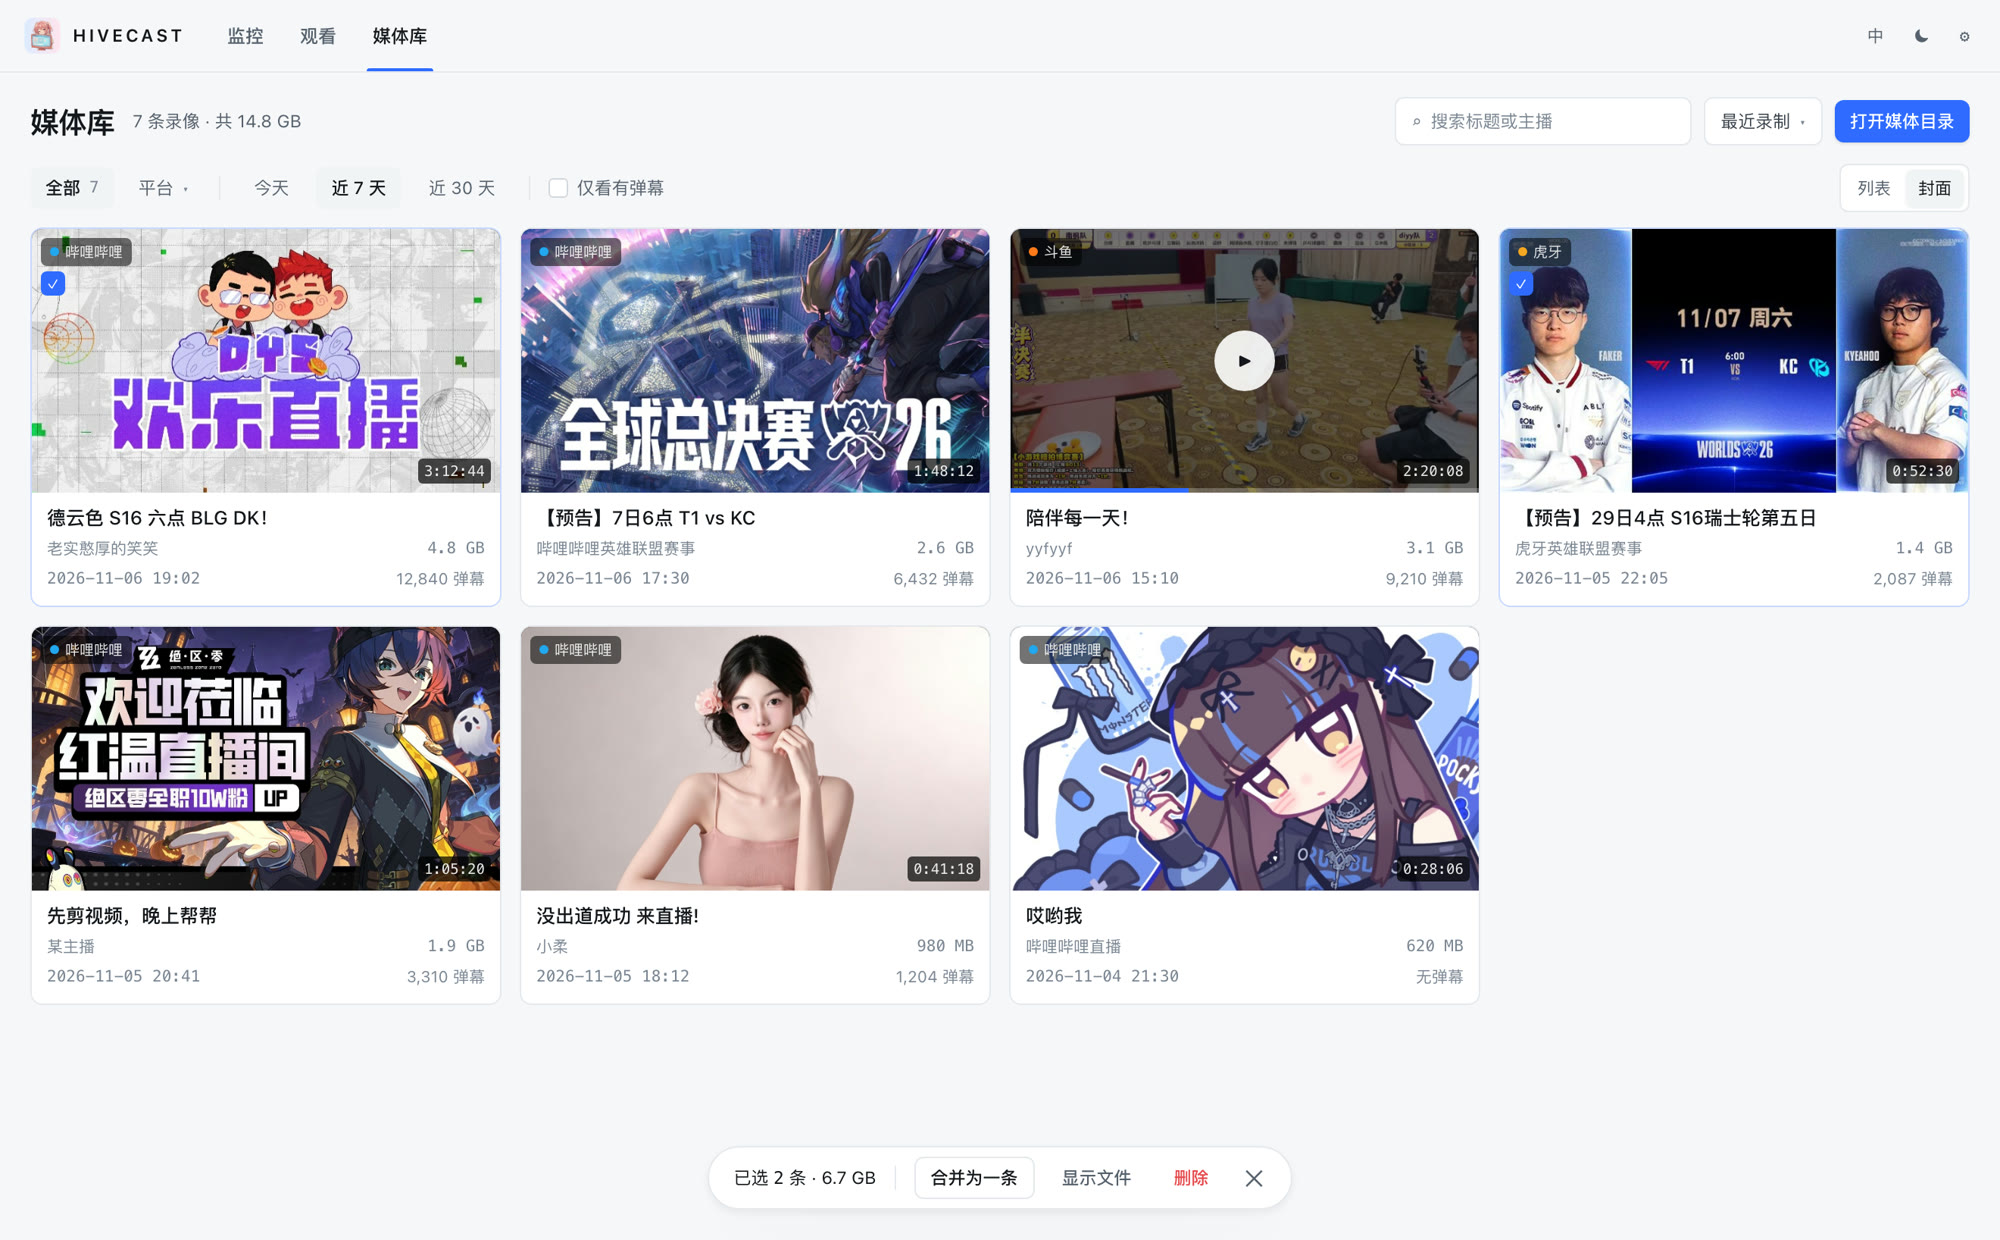 HIVECAST 监控 观看 媒体库 中
媒体库 7 条录像 · 共 14.8 GB 搜索标题或主播 最近录制 打开媒体目录
全部 7 平台 今天 近 7 天 近 30 天 仅看有弹幕 列表 封面
哔哩哔哩
DYS
欢乐直播
3:12:44
德云色 S16 六点 BLG DK!
老实憨厚的笑笑 4.8 GB
2026-11-06 19:02 12,840 弹幕
哔哩哔哩
全球总决赛 26
1:48:12
【预告】7日6点 T1 vs KC
哔哩哔哩英雄联盟赛事 2.6 GB
2026-11-06 17:30 6,432 弹幕
斗鱼
半决赛
2:20:08
陪伴每一天!
yyfyyf 3.1 GB
2026-11-06 15:10 9,210 弹幕
虎牙
11/07 周六
FAKER
T1 6:00 VS KC
KYEAHOO
Spotify
WORLDS 26
0:52:30
【预告】29日4点 S16瑞士轮第五日
虎牙英雄联盟赛事 1.4 GB
2026-11-05 22:05 2,087 弹幕
哔哩哔哩
绝·区·零
欢迎莅临
红温直播间
绝区零全职10W粉 UP
1:05:20
先剪视频，晚上帮帮
某主播 1.9 GB
2026-11-05 20:41 3,310 弹幕
哔哩哔哩
0:41:18
没出道成功 来直播!
小柔 980 MB
2026-11-05 18:12 1,204 弹幕
哔哩哔哩
MONSTER
POCKY
0:28:06
哎哟我
哔哩哔哩直播 620 MB
2026-11-04 21:30 无弹幕
已选 2 条 · 6.7 GB 合并为一条 显示文件 删除